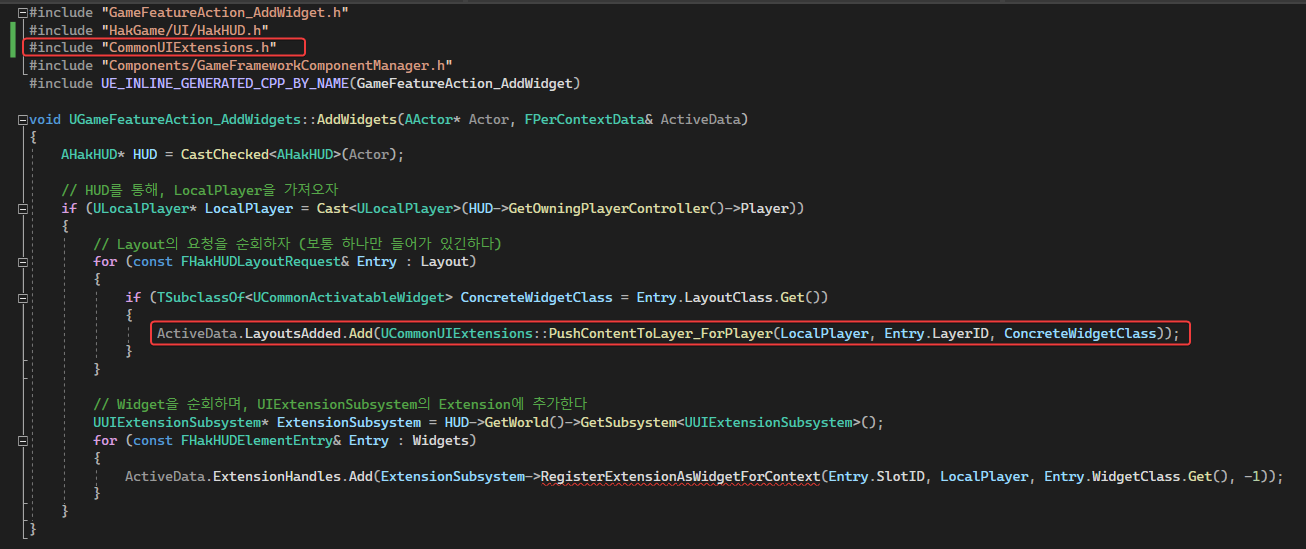 #include "GameFeatureAction_AddWidget.h"
#include "HakGame/UI/HakHUD.h"
#include "CommonUIExtensions.h"
#include "Components/GameFrameworkComponentManager.h"
#include UE_INLINE_GENERATED_CPP_BY_NAME(GameFeatureAction_AddWidget)
void UGameFeatureAction_AddWidgets::AddWidgets(AActor* Actor, FPerContextData& ActiveData)
{
AHakHUD* HUD = CastChecked<AHakHUD>(Actor);
// HUD를 통해, LocalPlayer을 가져오자
if (ULocalPlayer* LocalPlayer = Cast<ULocalPlayer>(HUD->GetOwningPlayerController()->Player))
{
// Layout의 요청을 순회하자 (보통 하나만 들어가 있긴하다)
for (const FHakHUDLayoutRequest& Entry : Layout)
{
if (TSubclassOf<UCommonActivatableWidget> ConcreteWidgetClass = Entry.LayoutClass.Get())
{
ActiveData.LayoutsAdded.Add(UCommonUIExtensions::PushContentToLayer_ForPlayer(LocalPlayer, Entry.LayerID, ConcreteWidgetClass));
}
}
// Widget을 순회하며, UIExtensionSubsystem의 Extension에 추가한다
UUIExtensionSubsystem* ExtensionSubsystem = HUD->GetWorld()->GetSubsystem<UUIExtensionSubsystem>();
for (const FHakHUDElementEntry& Entry : Widgets)
{
ActiveData.ExtensionHandles.Add(ExtensionSubsystem->RegisterExtensionAsWidgetForContext(Entry.SlotID, LocalPlayer, Entry.WidgetClass.Get(), -1));
}
}
}